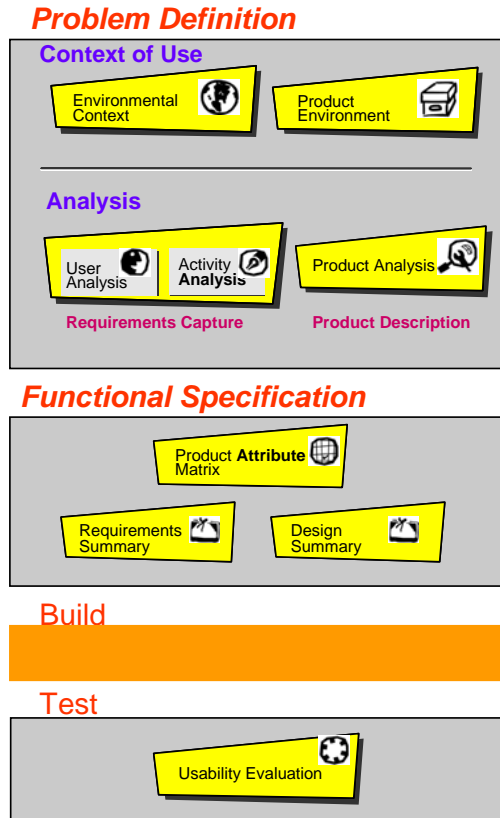 Problem Definition
Context of Use
Environmental
Context
Product
Environment
Analysis
User
Analysis
Activity
Analysis
Product Analysis
Requirements Capture
Product Description
Functional Specification
Product Attribute
Matrix
Requirements
Summary
Design
Summary
Build
Test
Usability Evaluation